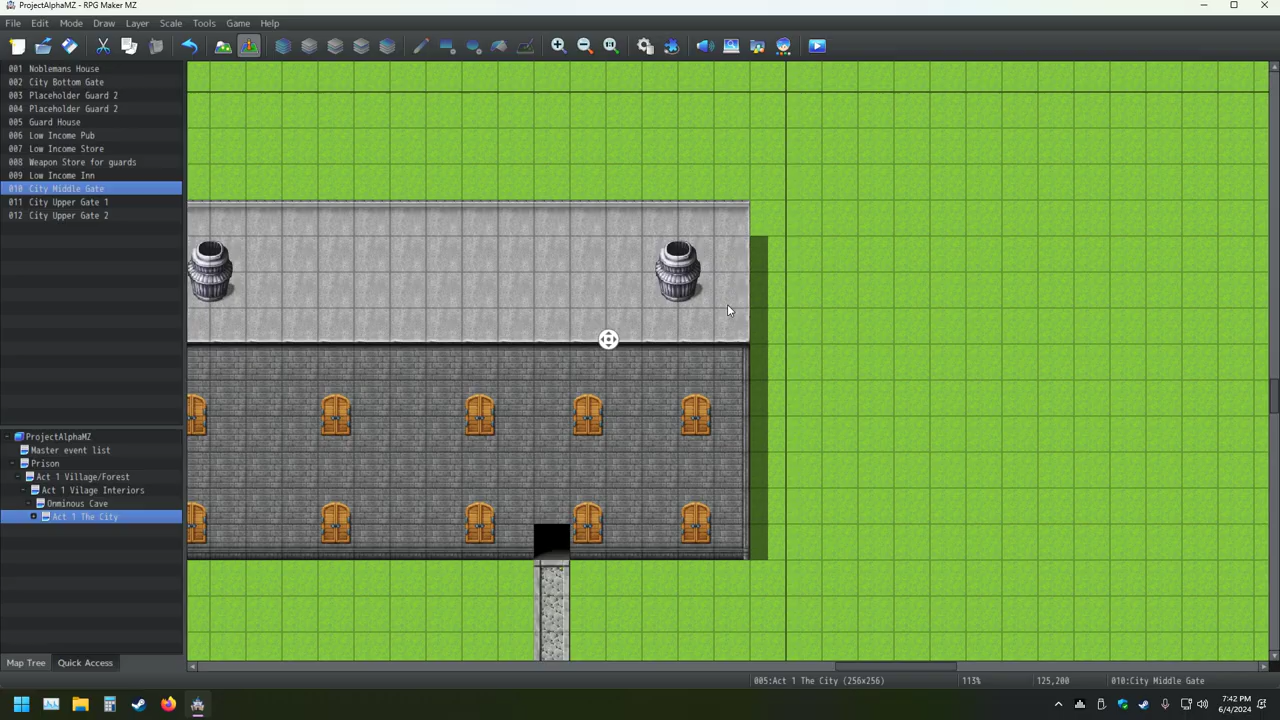 ProjectAlphaMZ - RPG Maker MZ
File Edit Mode Draw Layer Scale Tools Game Help
001 Noblemans House
002 City Bottom Gate
003 Placeholder Guard 2
004 Placeholder Guard 2
005 Guard House
006 Low Income Pub
007 Low Income Store
008 Weapon Store for guards
009 Low Income Inn
010 City Middle Gate
011 City Upper Gate 1
012 City Upper Gate 2
ProjectAlphaMZ
Master event list
Prison
Act 1 Village/Forest
Act 1 Vilage Interiors
Onminous Cave
Act 1 The City
Map Tree Quick Access
005:Act 1 The City (256x256) 113% 125,200 010:City Middle Gate
7:42 PM
6/4/2024